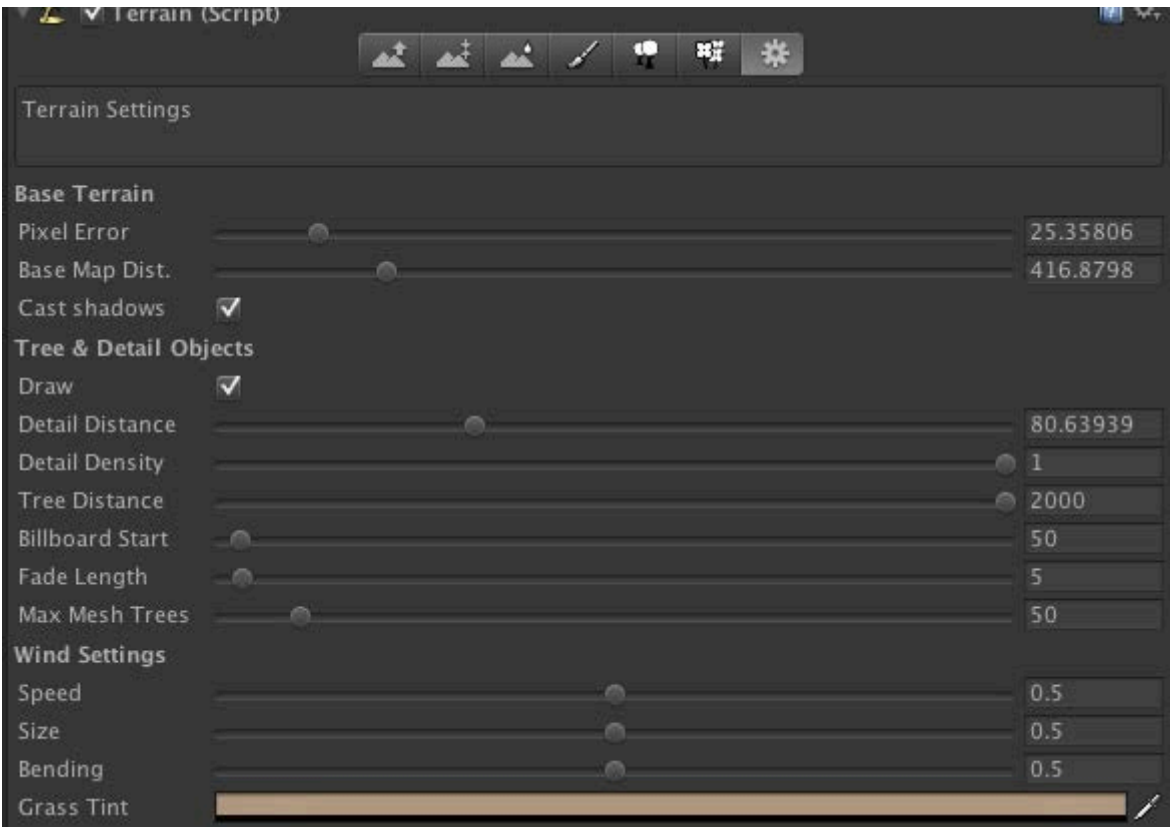 Terrain (Script)
Terrain Settings
Base Terrain
Pixel Error 25.35806
Base Map Dist. 416.8798
Cast shadows
Tree & Detail Objects
Draw
Detail Distance 80.63939
Detail Density 1
Tree Distance 2000
Billboard Start 50
Fade Length 5
Max Mesh Trees 50
Wind Settings
Speed 0.5
Size 0.5
Bending 0.5
Grass Tint